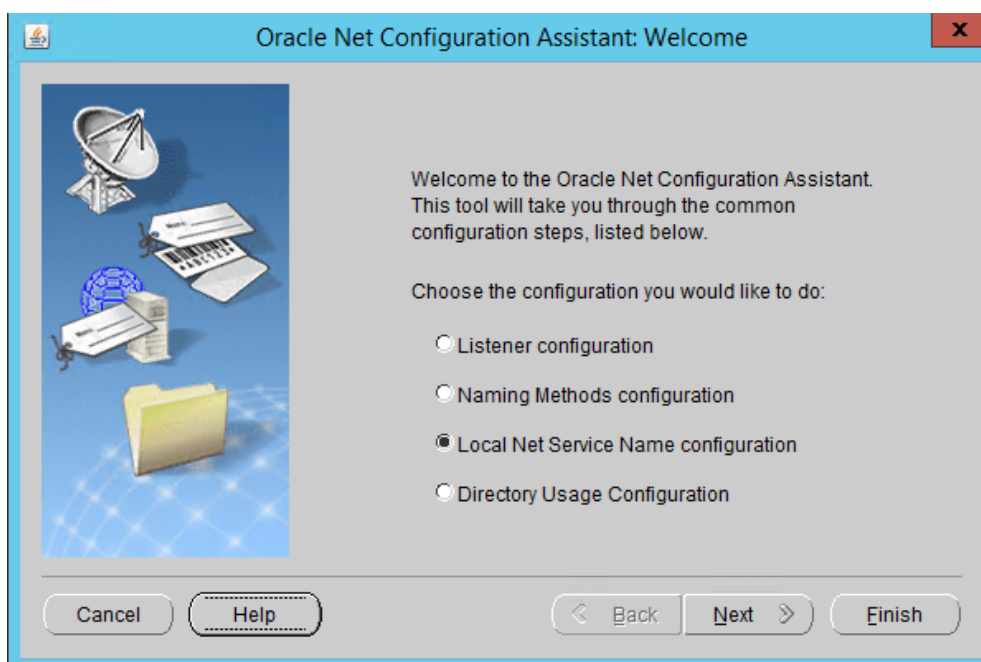 Oracle Net Configuration Assistant: Welcome
x
Welcome to the Oracle Net Configuration Assistant.
This tool will take you through the common
configuration steps, listed below.
Choose the configuration you would like to do:
Listener configuration
Naming Methods configuration
Local Net Service Name configuration
Directory Usage Configuration
Cancel
Help
Back
Next
Finish